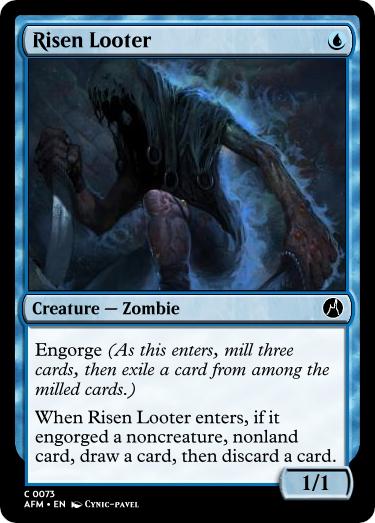 Risen Looter
Creature — Zombie
Engorge (As this enters, mill three
cards, then exile a card from among the
milled cards.)
When Risen Looter enters, if it
engorged a noncreature, nonland
card, draw a card, then discard a card.
1/1
C 0073
AFM • EN Cynic-pavel